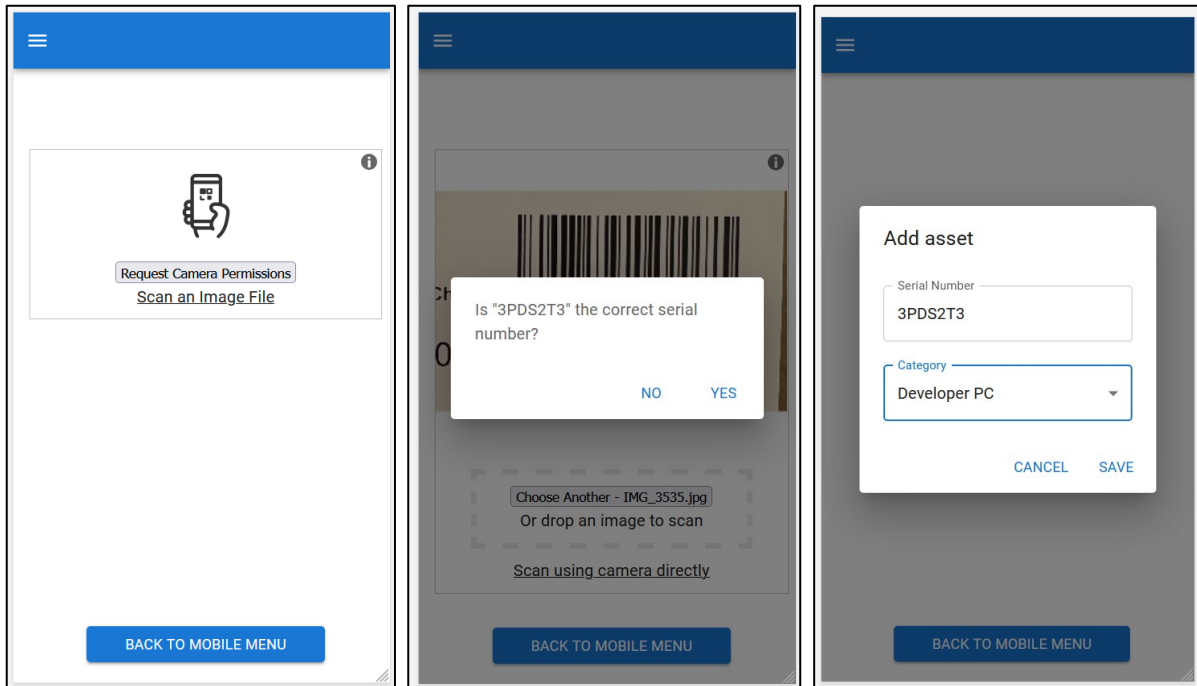 Request Camera Permissions
Scan an Image File
BACK TO MOBILE MENU
Ch
0
Is "3PDS2T3" the correct serial
number?
NO YES
Choose Another - IMG_3535.jpg
Or drop an image to scan
Scan using camera directly
BACK TO MOBILE MENU
Add asset
Serial Number
3PDS2T3
Category
Developer PC
CANCEL SAVE
BACK TO MOBILE MENU